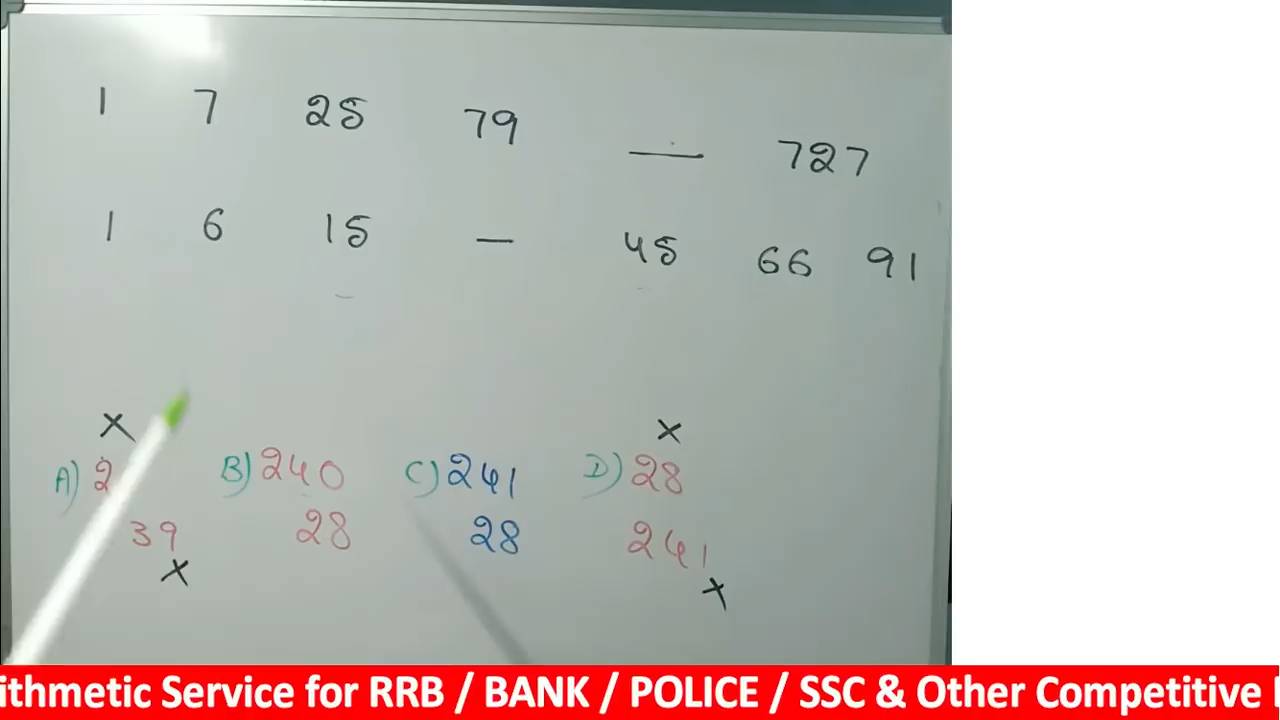 1 7 25 79 __ 727
1 6 15 — 45 66 91
× ×
A) 2 B) 240 C) 241 D) 28
39 28 28 241
× ×
ithmetic Service for RRB / BANK / POLICE / SSC & Other Competitive